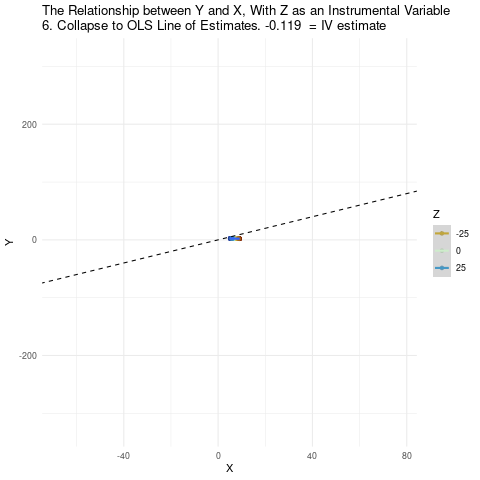 The Relationship between Y and X, With Z as an Instrumental Variable
6. Collapse to OLS Line of Estimates. -0.119  = IV estimate
200
0
-200
Y
-40
0
40
80
X
Z
-25
0
25